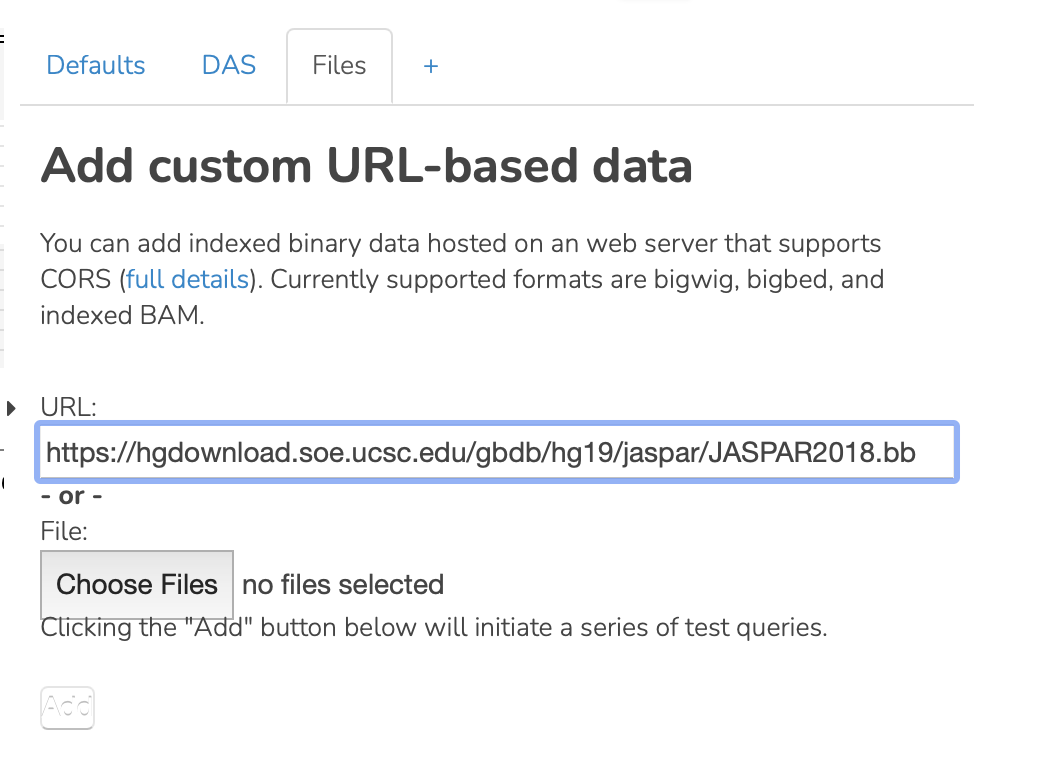 Defaults DAS Files +
Add custom URL-based data
You can add indexed binary data hosted on an web server that supports
CORS (full details). Currently supported formats are bigwig, bigbed, and
indexed BAM.
URL:
https://hgdownload.soe.ucsc.edu/gbdb/hg19/jaspar/JASPAR2018.bb
- or -
File:
Choose Files no files selected
Clicking the "Add" button below will initiate a series of test queries.
Add